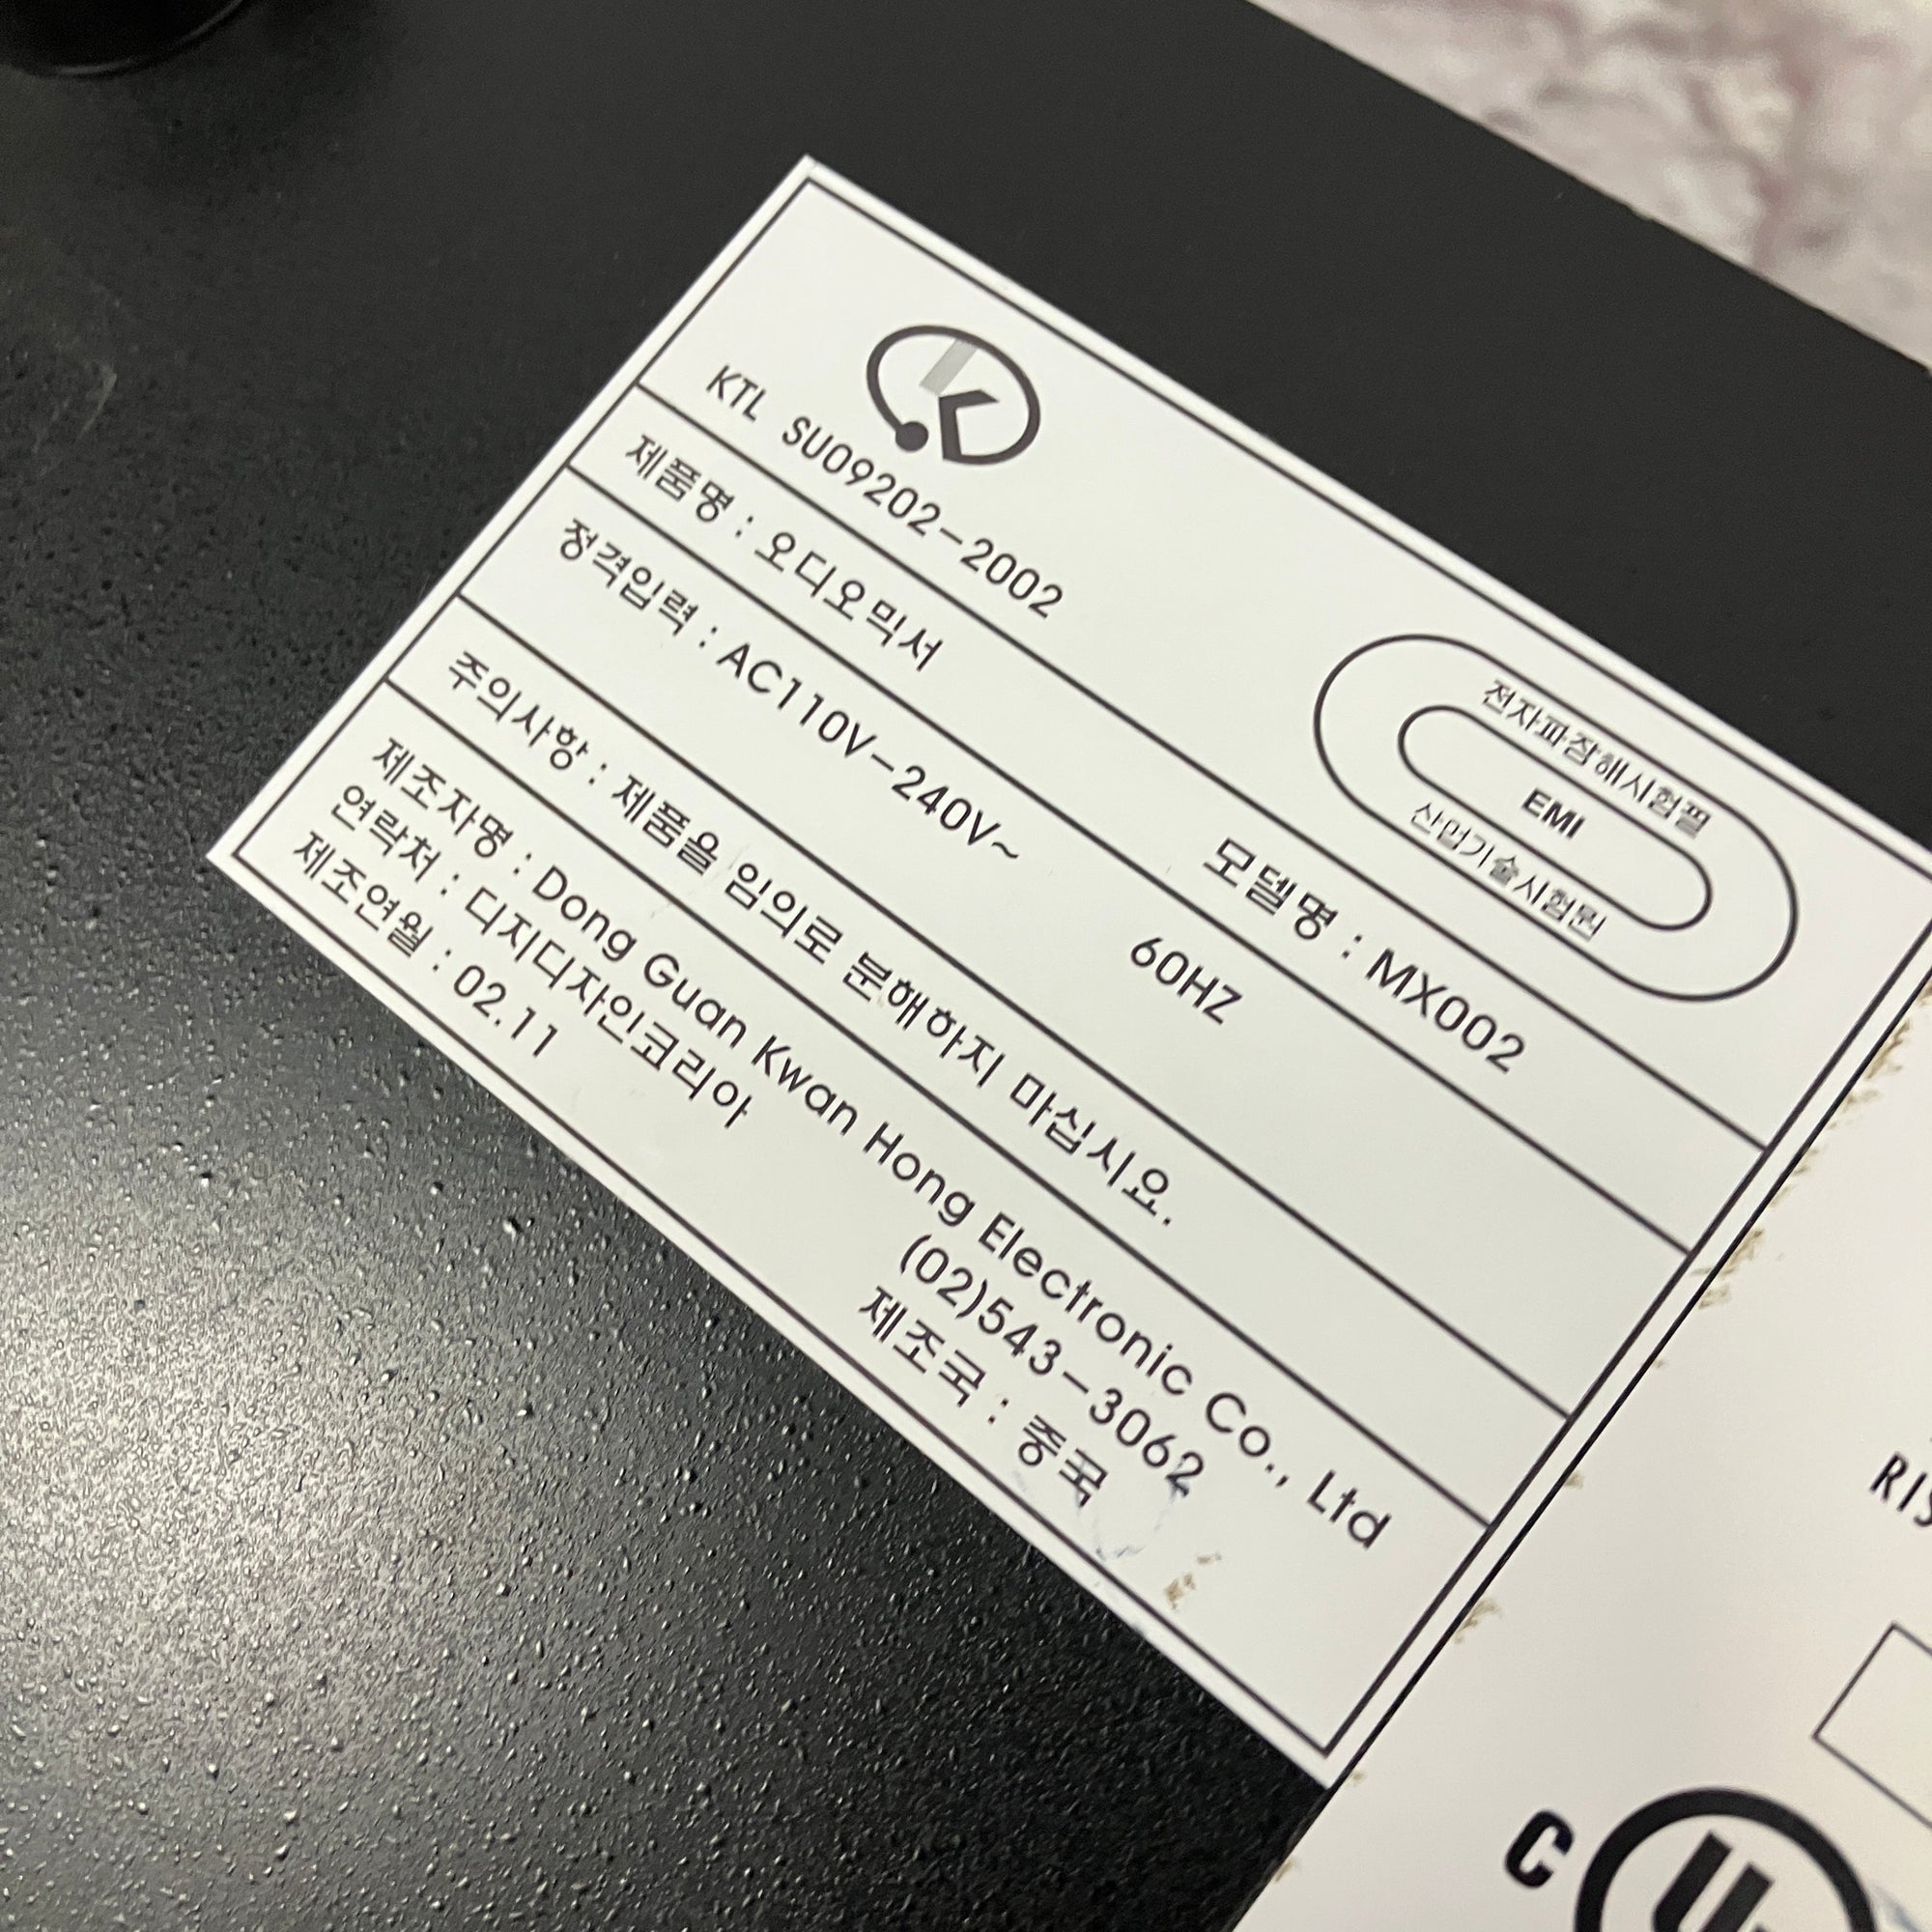 KTL SU09202-2002
전자파장해시험필
EMI
산업기술시험원
제품명 : 오디오믹서 모델명 : MX002
정격입력 : AC110V-240V~ 60HZ
주의사항 : 제품을 임의로 분해하지 마십시요.
제조자명 : Dong Guan Kwan Hong Electronic Co., Ltd
연락처 : 디지디자인코리아 (02)543-3062
제조연월 : 02.11 제조국 : 중국
RIS
C UL